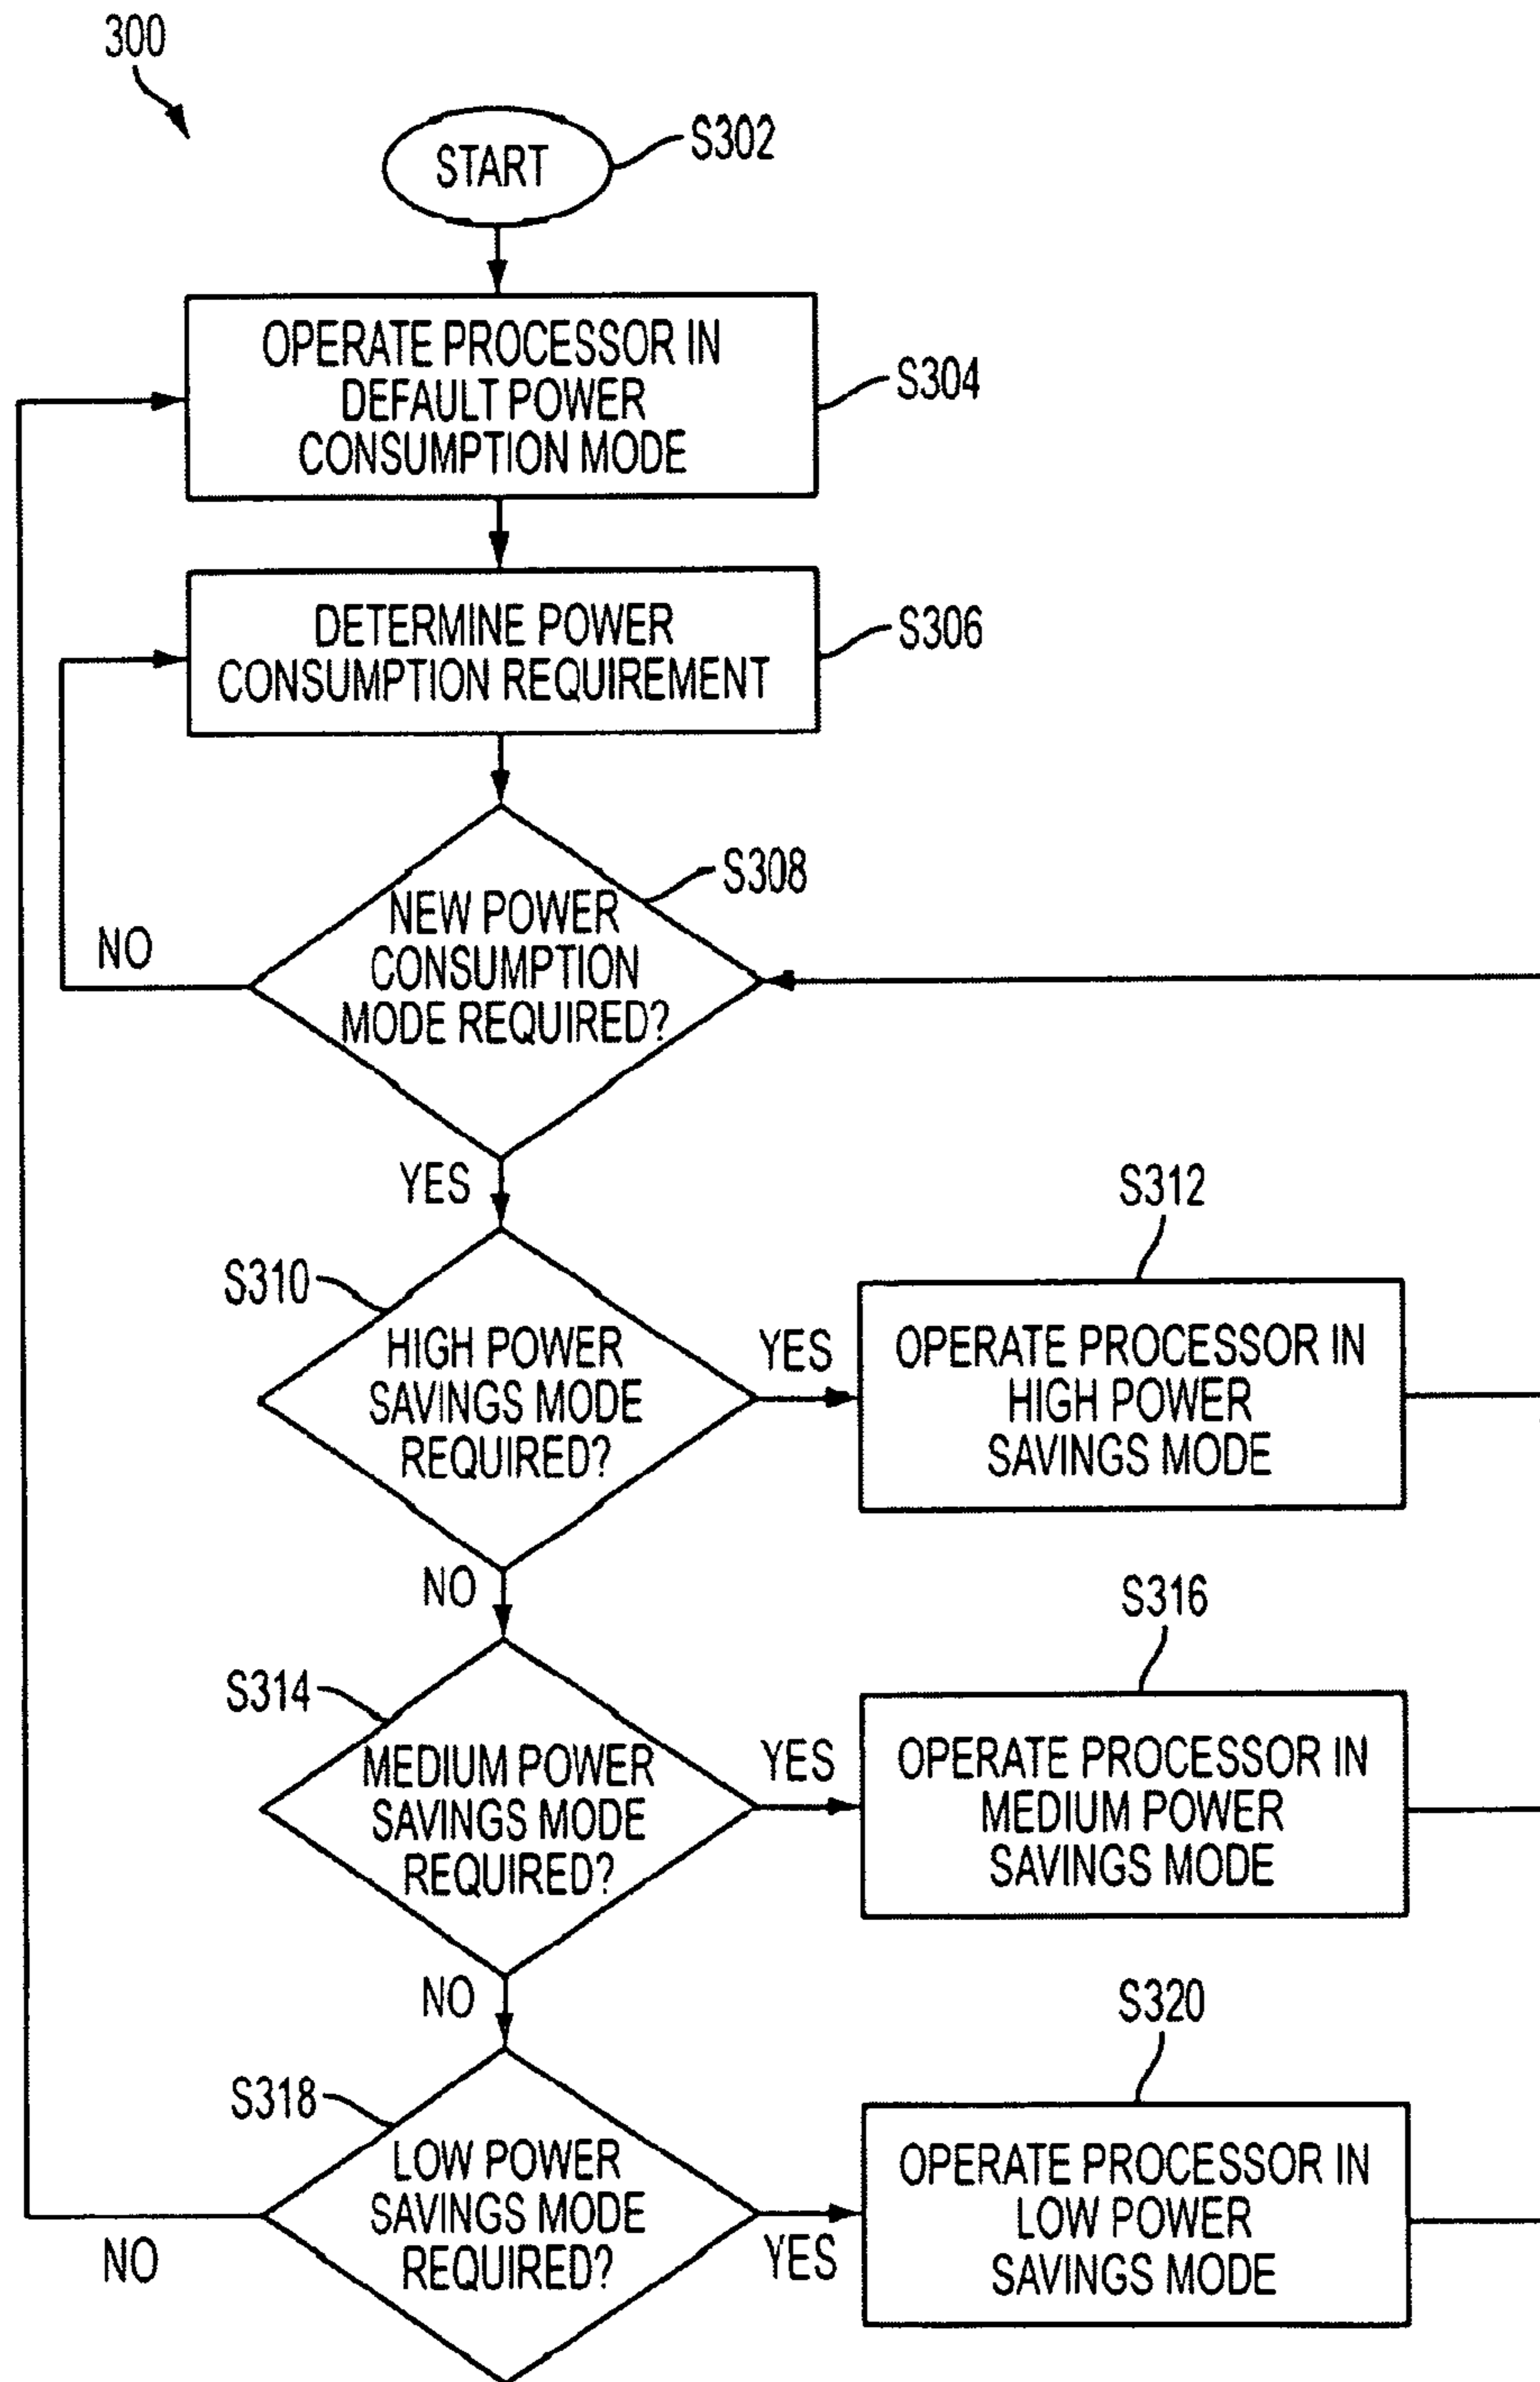 300
START
S302
OPERATE PROCESSOR IN
DEFAULT POWER
CONSUMPTION MODE
S304
DETERMINE POWER
CONSUMPTION REQUIREMENT
S306
S308
NEW POWER
CONSUMPTION
MODE REQUIRED?
NO
YES
S310
HIGH POWER
SAVINGS MODE
REQUIRED?
YES
S312
OPERATE PROCESSOR IN
HIGH POWER
SAVINGS MODE
NO
S314
MEDIUM POWER
SAVINGS MODE
REQUIRED?
YES
S316
OPERATE PROCESSOR IN
MEDIUM POWER
SAVINGS MODE
NO
S318
LOW POWER
SAVINGS MODE
REQUIRED?
NO
YES
S320
OPERATE PROCESSOR IN
LOW POWER
SAVINGS MODE